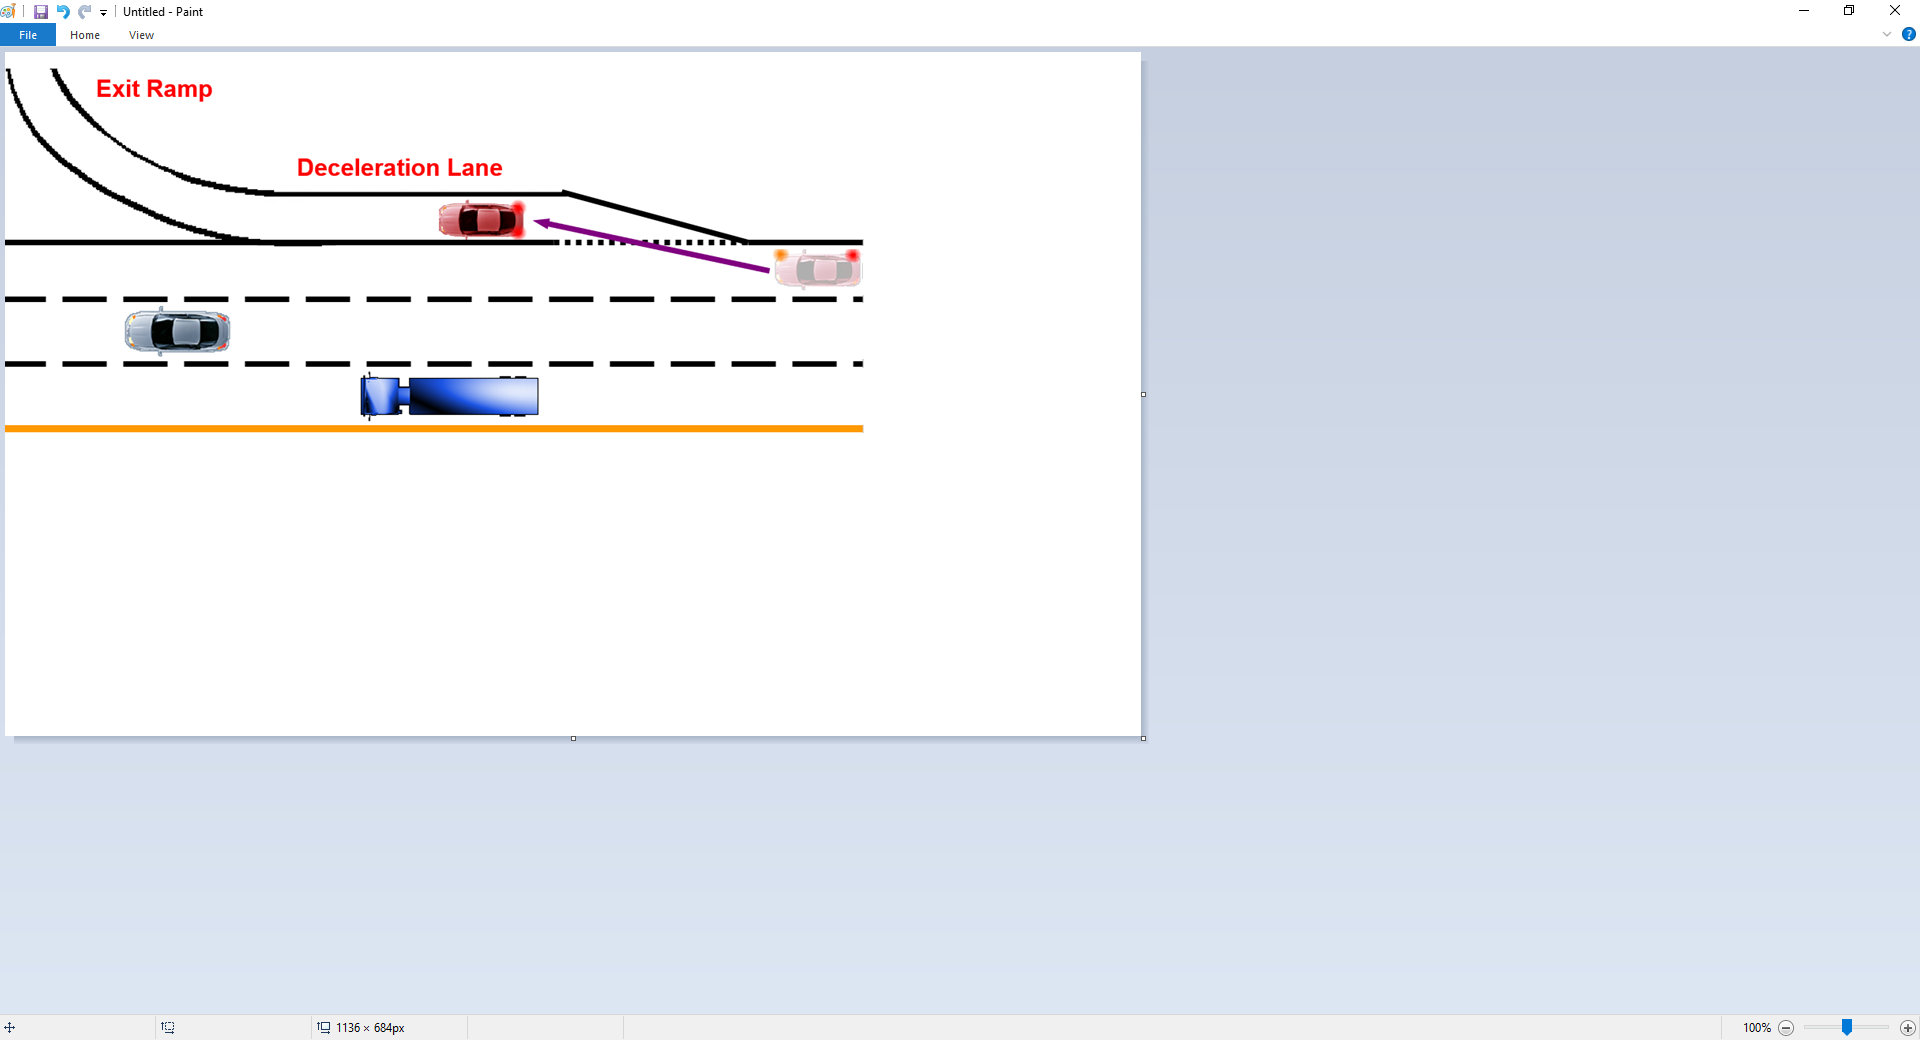 Untitled - Paint
File Home View
Exit Ramp
Deceleration Lane
1136 × 684px
100%